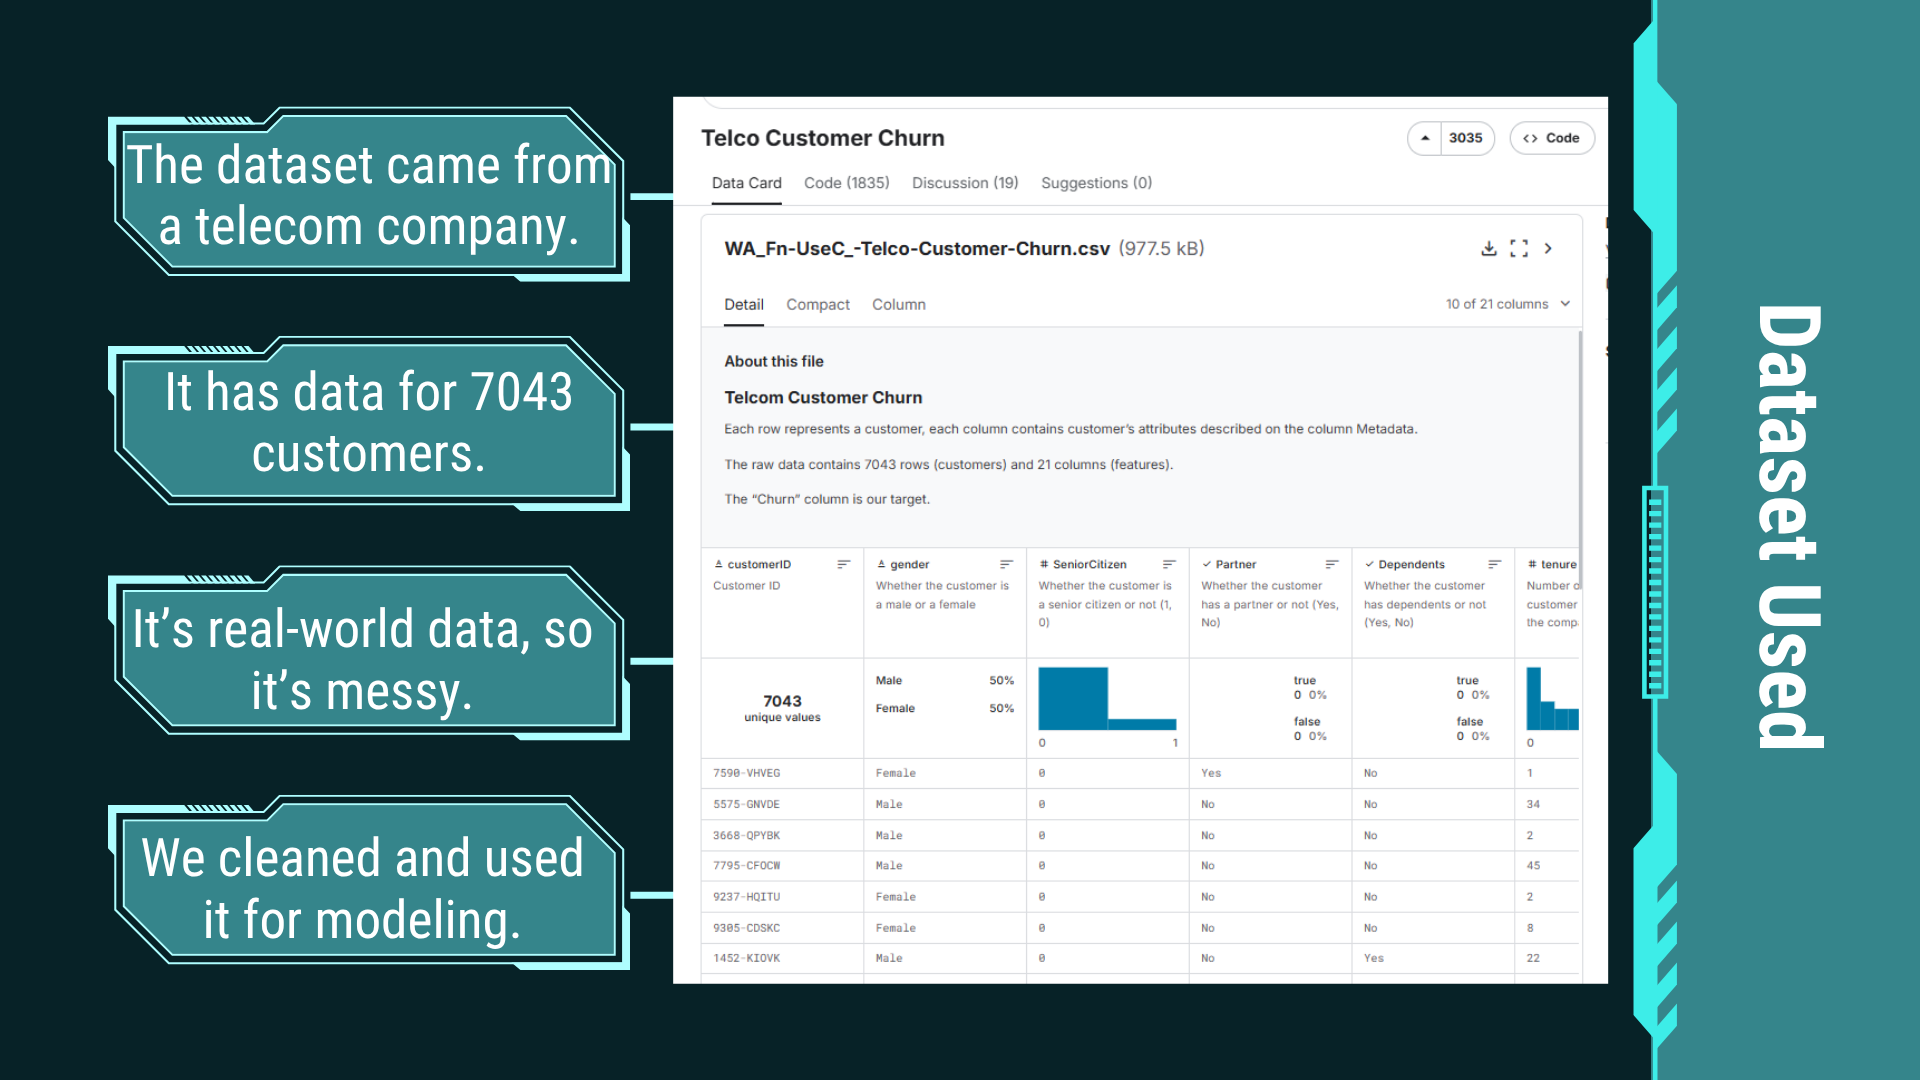 The dataset came from
a telecom company.
It has data for 7043
customers.
It’s real-world data, so
it’s messy.
We cleaned and used
it for modeling.
Telco Customer Churn
3035
<> Code
Data Card Code (1835) Discussion (19) Suggestions (0)
WA_Fn-UseC_-Telco-Customer-Churn.csv (977.5 kB)
Detail Compact Column 10 of 21 columns
About this file
Telcom Customer Churn
Each row represents a customer, each column contains customer’s attributes described on the column Metadata.
The raw data contains 7043 rows (customers) and 21 columns (features).
The “Churn” column is our target.
customerID
Customer ID
7043
unique values
gender
Whether the customer is
a male or a female
Male 50%
Female 50%
# SeniorCitizen
Whether the customer is
a senior citizen or not (1,
0)
0 1
Partner
Whether the customer
has a partner or not (Yes,
No)
true
0 0%
false
0 0%
Dependents
Whether the customer
has dependents or not
(Yes, No)
true
0 0%
false
0 0%
# tenure
Number
customer
the comp
0
7590-VHVEG Female 0 Yes No 1
5575-GNVDE Male 0 No No 34
3668-QPYBK Male 0 No No 2
7795-CFOCW Male 0 No No 45
9237-HQITU Female 0 No No 2
9305-CDSKC Female 0 No No 8
1452-KIOVK Male 0 No Yes 22
Dataset Used